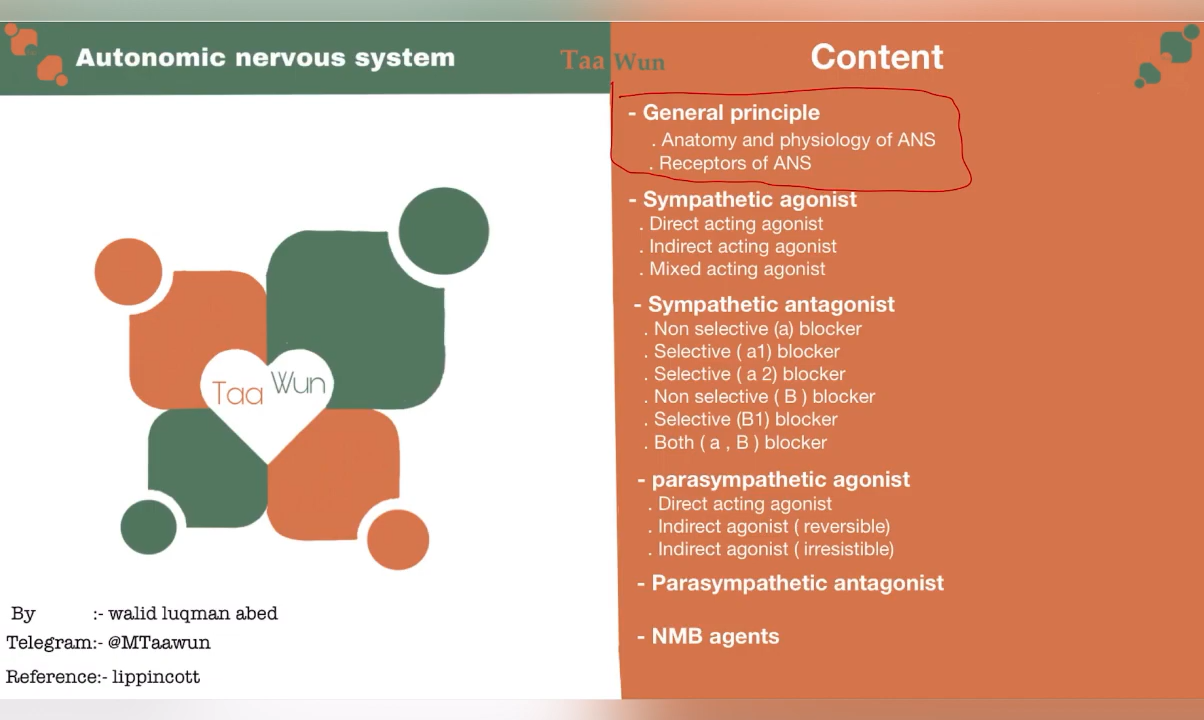 Autonomic nervous system
Taa Wun
Taa Wun
By :- walid luqman abed
Telegram:- @MTaawun
Reference:- lippincott
Content
- General principle
. Anatomy and physiology of ANS
. Receptors of ANS
- Sympathetic agonist
. Direct acting agonist
. Indirect acting agonist
. Mixed acting agonist
- Sympathetic antagonist
. Non selective (a) blocker
. Selective ( a1) blocker
. Selective ( a 2) blocker
. Non selective ( B ) blocker
. Selective (B1) blocker
. Both ( a , B ) blocker
- parasympathetic agonist
. Direct acting agonist
. Indirect agonist ( reversible)
. Indirect agonist ( irresistible)
- Parasympathetic antagonist
- NMB agents